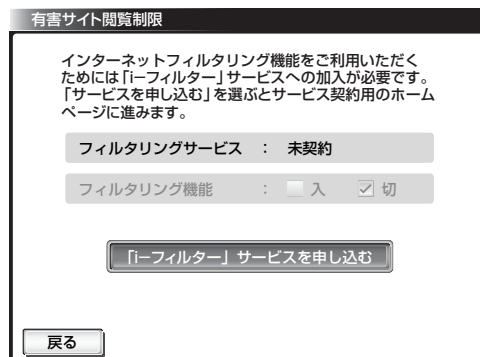 有害サイト閲覧制限
インターネットフィルタリング機能をご利用いただく
ためには「i−フィルター」サービスへの加入が必要です。
「サービスを申し込む」を選ぶとサービス契約用のホーム
ページに進みます。
フィルタリングサービス ： 未契約
フィルタリング機能 ： 入 切
「i−フィルター」サービスを申し込む
戻る